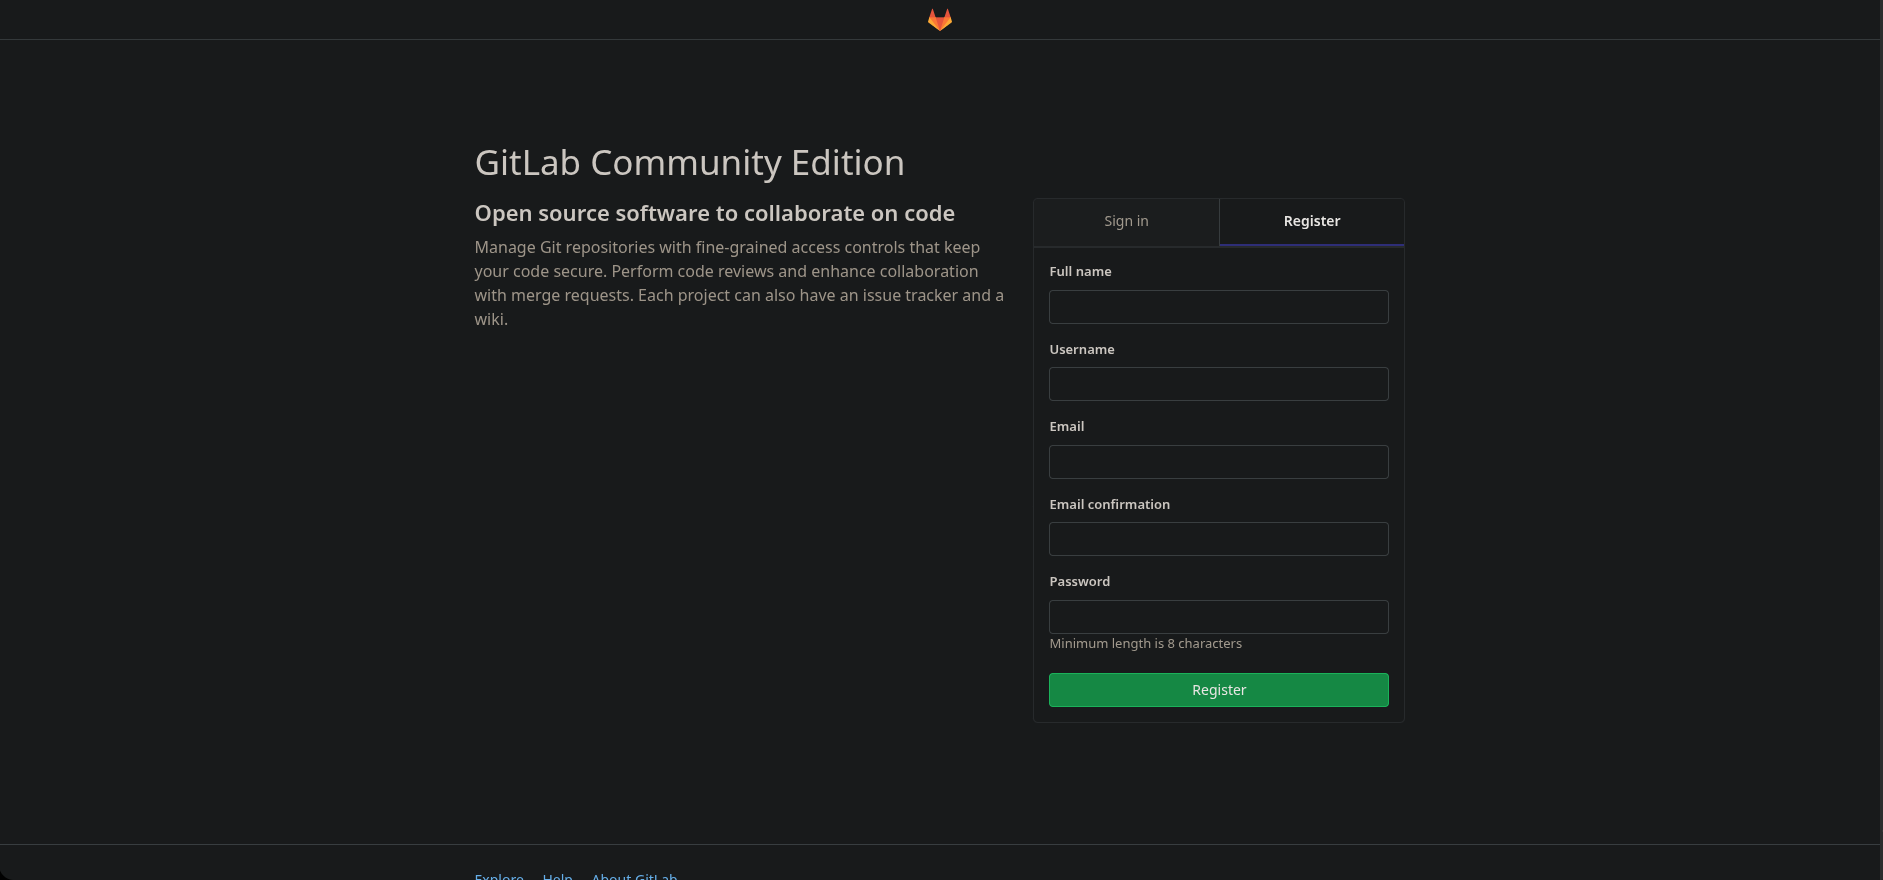 GitLab Community Edition
Open source software to collaborate on code
Manage Git repositories with fine-grained access controls that keep
your code secure. Perform code reviews and enhance collaboration
with merge requests. Each project can also have an issue tracker and a
wiki.
Sign in
Register
Full name
Username
Email
Email confirmation
Password
Minimum length is 8 characters
Register
Explore Help About GitLab